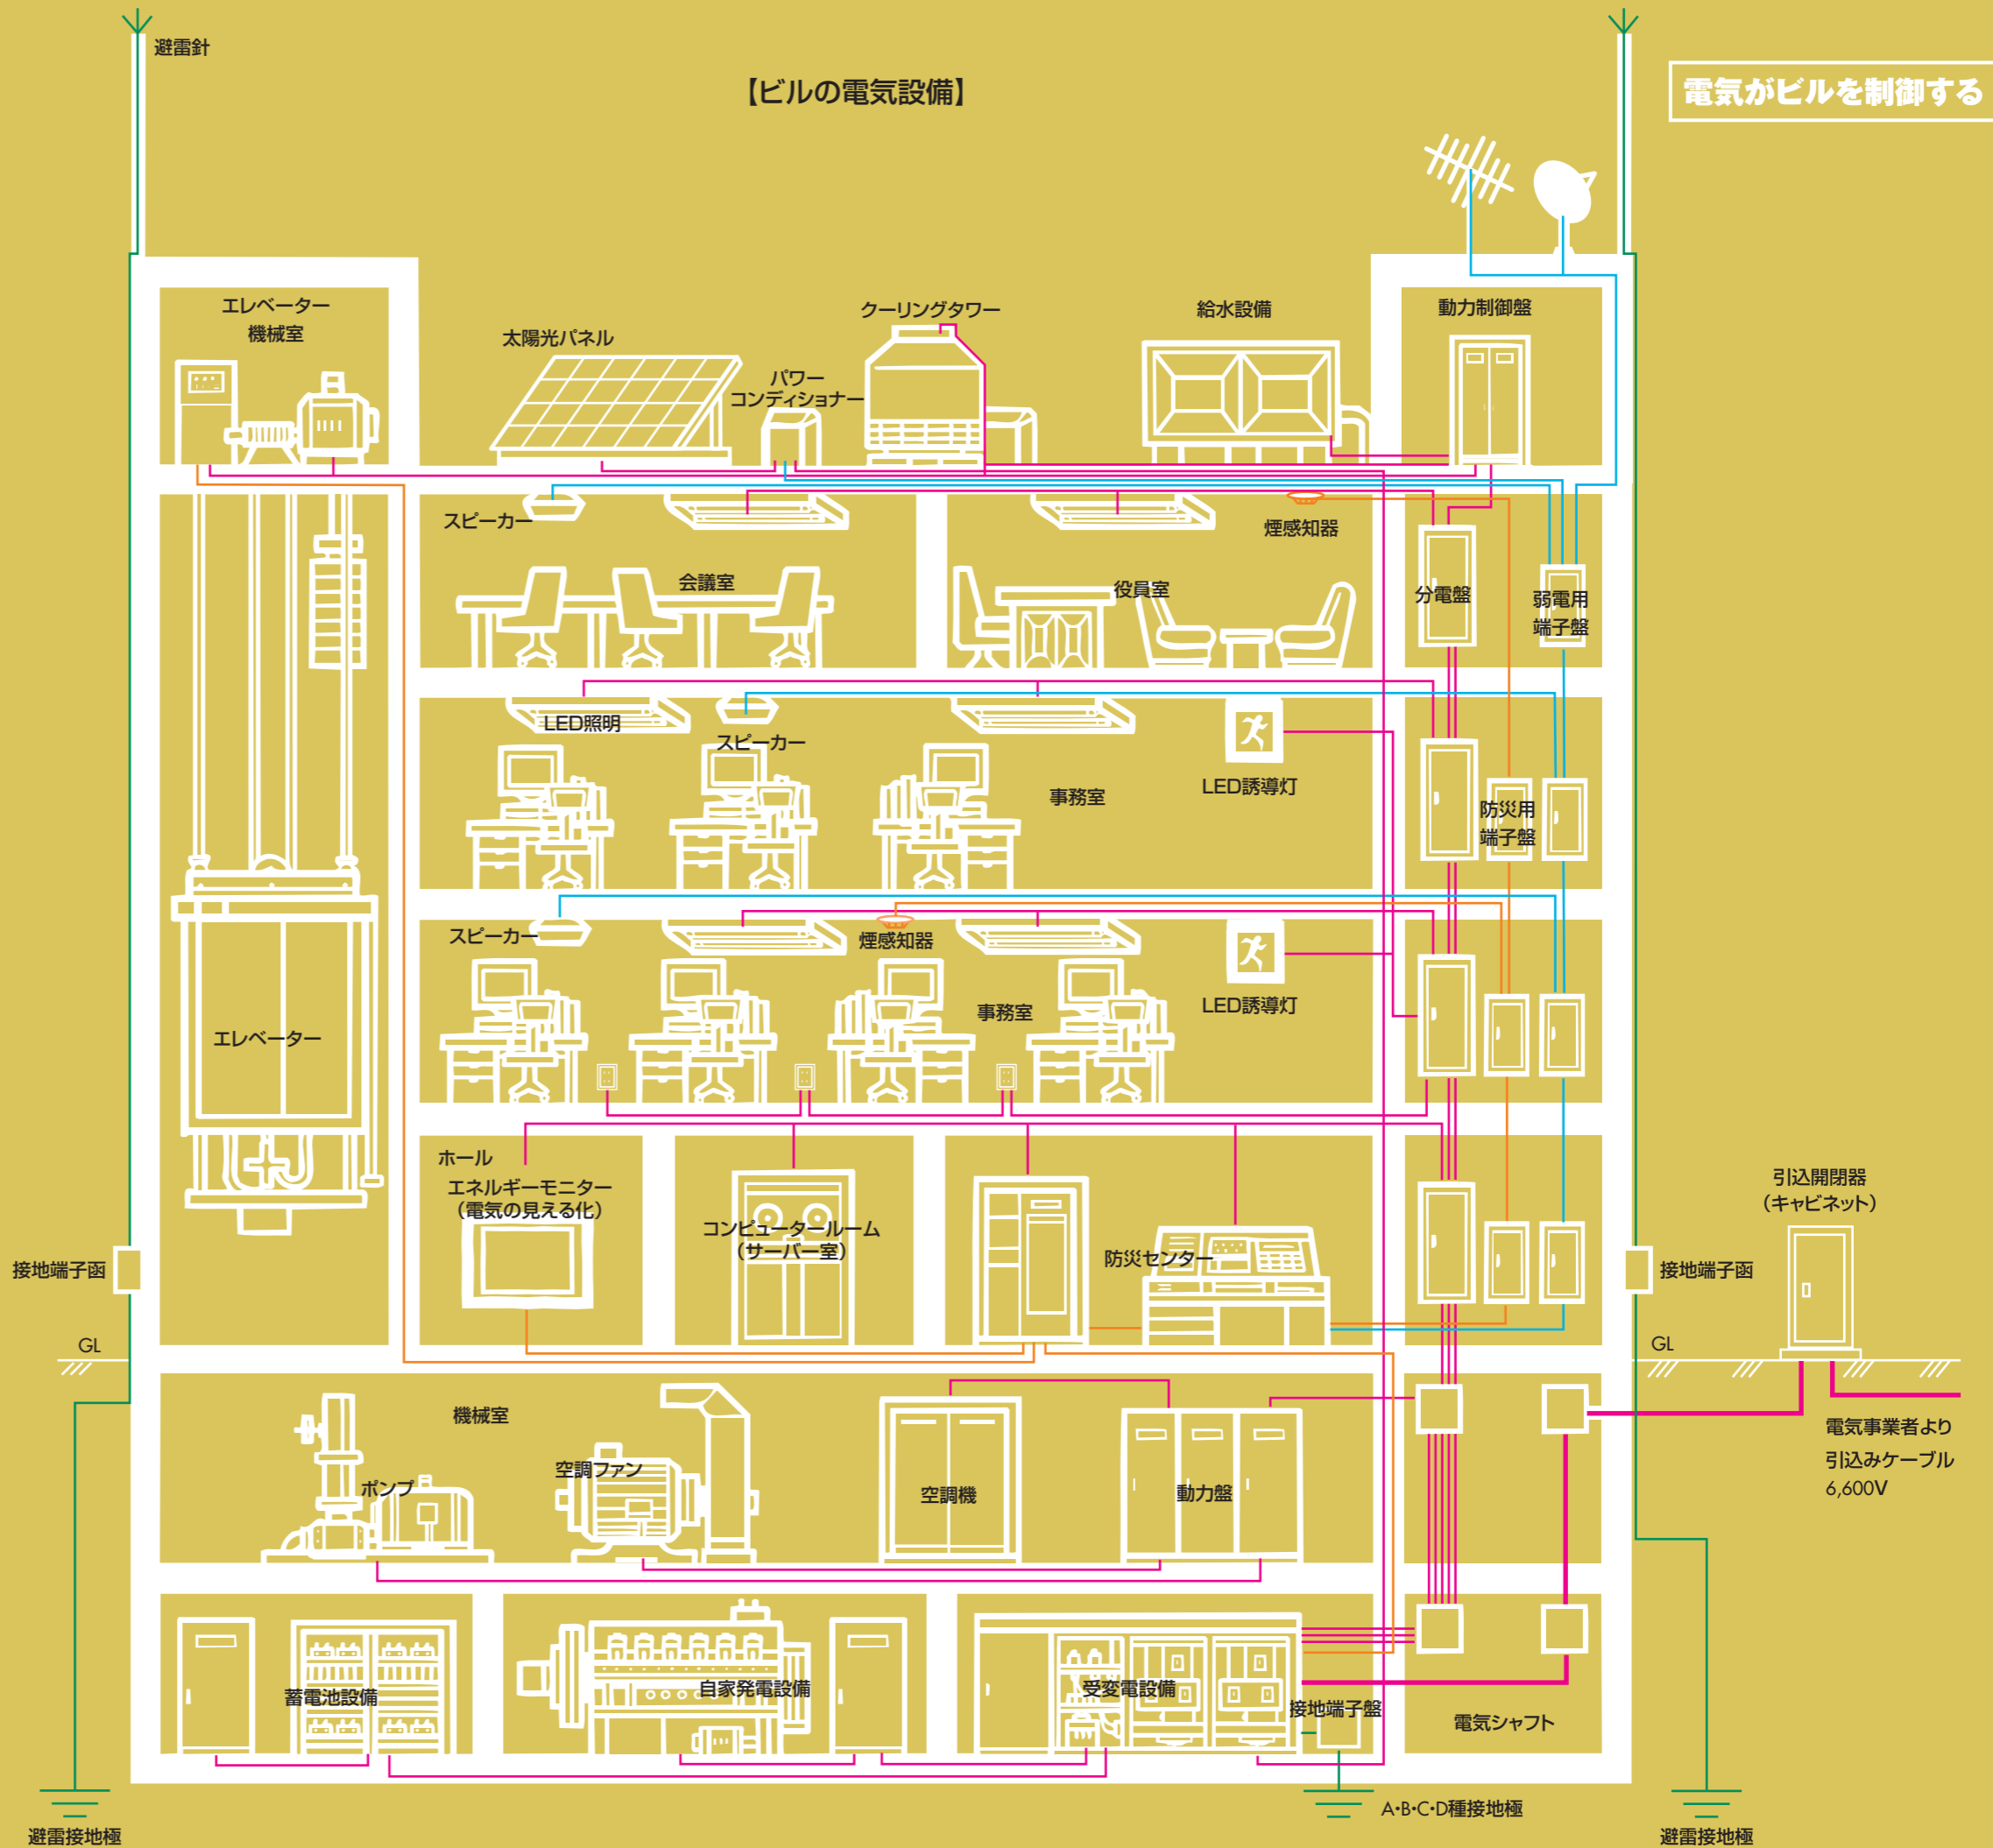 避雷針
【ビルの電気設備】
電気がビルを制御する
エレベーター
機械室
太陽光パネル
パワー
コンディショナー
クーリングタワー
給水設備
動力制御盤
スピーカー
会議室
役員室
煙感知器
分電盤
弱電用
端子盤
LED照明
スピーカー
事務室
LED誘導灯
防災用
端子盤
スピーカー
煙感知器
事務室
LED誘導灯
エレベーター
ホール
エネルギーモニター
（電気の見える化）
コンピュータールーム
（サーバー室）
防災センター
引込開閉器
（キャビネット）
接地端子函
接地端子函
GL
GL
機械室
ポンプ
空調ファン
空調機
動力盤
電気事業者より
引込みケーブル
6,600V
蓄電池設備
自家発電設備
受変電設備
接地端子盤
電気シャフト
A・B・C・D種接地極
避雷接地極
避雷接地極